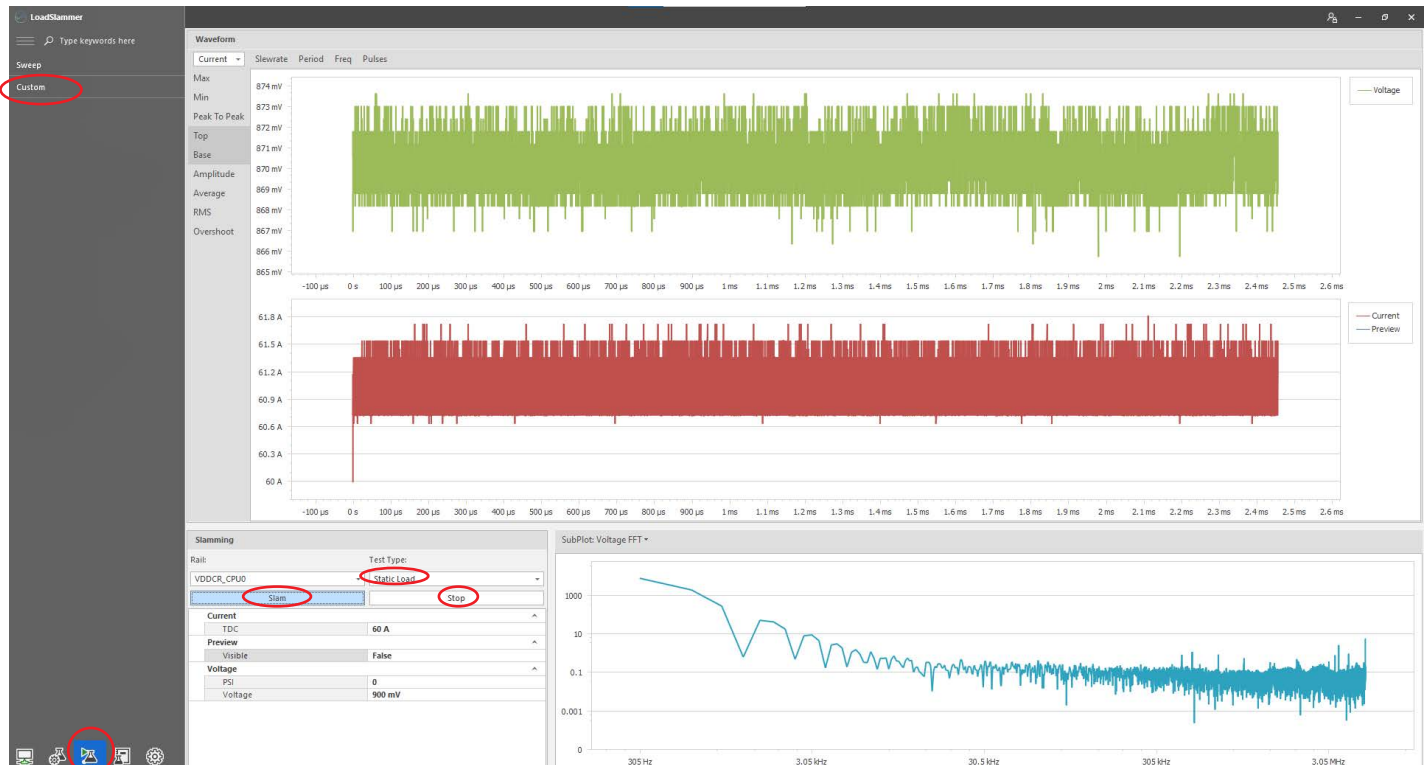 LoadSlammer
Type keywords here
Sweep
Custom
Waveform
Current Slewrate Period Freq Pulses
Max
Min
Peak To Peak
Top
Base
Amplitude
Average
RMS
Overshoot
874 mV
873 mV
872 mV
871 mV
870 mV
869 mV
868 mV
867 mV
866 mV
865 mV
-100 µs 0 s 100 µs 200 µs 300 µs 400 µs 500 µs 600 µs 700 µs 800 µs 900 µs 1 ms 1.1 ms 1.2 ms 1.3 ms 1.4 ms 1.5 ms 1.6 ms 1.7 ms 1.8 ms 1.9 ms 2 ms 2.1 ms 2.2 ms 2.3 ms 2.4 ms 2.5 ms 2.6 ms
Voltage
61.8 A
61.5 A
61.2 A
60.9 A
60.6 A
60.3 A
60 A
-100 µs 0 s 100 µs 200 µs 300 µs 400 µs 500 µs 600 µs 700 µs 800 µs 900 µs 1 ms 1.1 ms 1.2 ms 1.3 ms 1.4 ms 1.5 ms 1.6 ms 1.7 ms 1.8 ms 1.9 ms 2 ms 2.1 ms 2.2 ms 2.3 ms 2.4 ms 2.5 ms 2.6 ms
Current
Preview
Slamming
Rail: Test Type:
VDDCR_CPU0 Static Load
Slam Stop
Current
TDC 60 A
Preview
Visible False
Voltage
PSI 0
Voltage 900 mV
SubPlot: Voltage FFT
1000
10
0.1
0.001
0
305 Hz 3.05 kHz 30.5 kHz 305 kHz 3.05 MHz